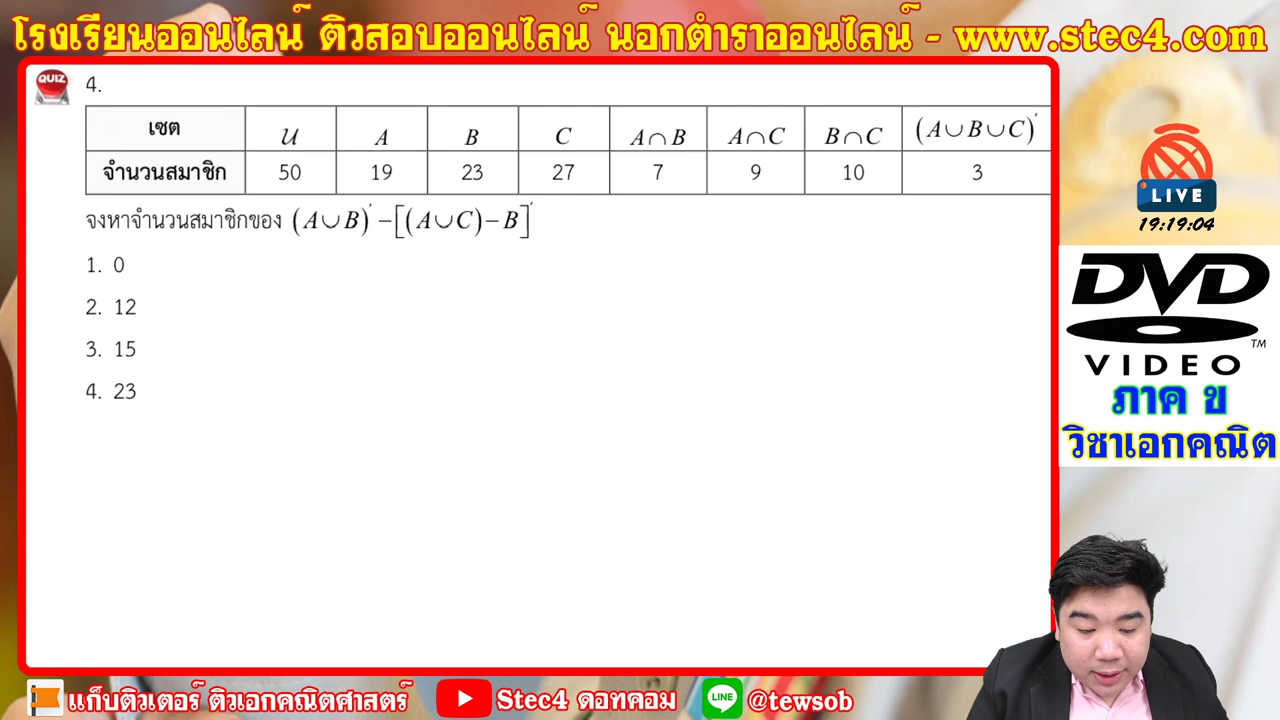 โรงเรียนออนไลน์ ติวสอบออนไลน์ นอกตำราออนไลน์ - www.stec4.com
QUIZ
4.
เซต 𝒰 A B C A∩B A∩C B∩C (A∪B∪C)′
จำนวนสมาชิก 50 19 23 27 7 9 10 3
จงหาจำนวนสมาชิกของ (A∪B)′−[(A∪C)−B]′
1. 0
2. 12
3. 15
4. 23
LIVE
19:19:04
DVD
VIDEO TM
ภาค ข
วิชาเอกคณิต
แก็บติวเตอร์ ติวเอกคณิตศาสตร์ Stec4 ดอทคอม LINE @tewsob